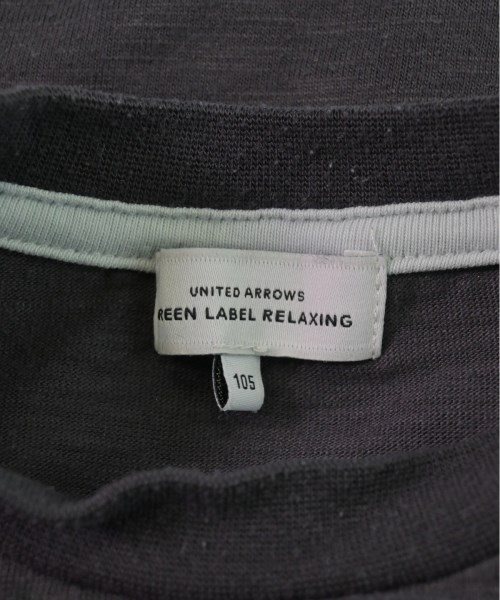 UNITED ARROWS
REEN LABEL RELAXING
105